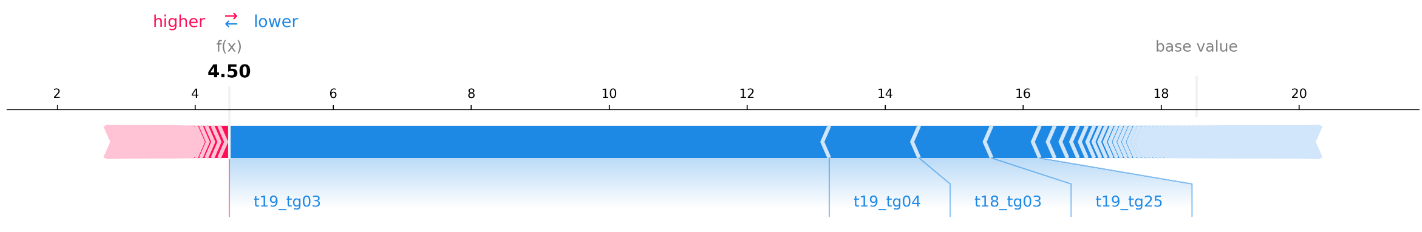 higher ⇄ lower
f(x)
base value
4.50
2 4 6 8 10 12 14 16 18 20
t19_tg03 t19_tg04 t18_tg03 t19_tg25